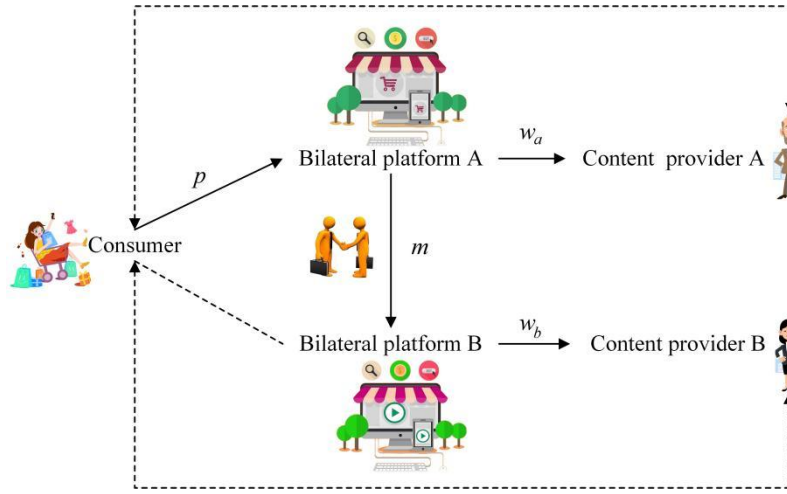 Bilateral platform A
w_a
Content provider A
p
Consumer
m
Bilateral platform B
w_b
Content provider B